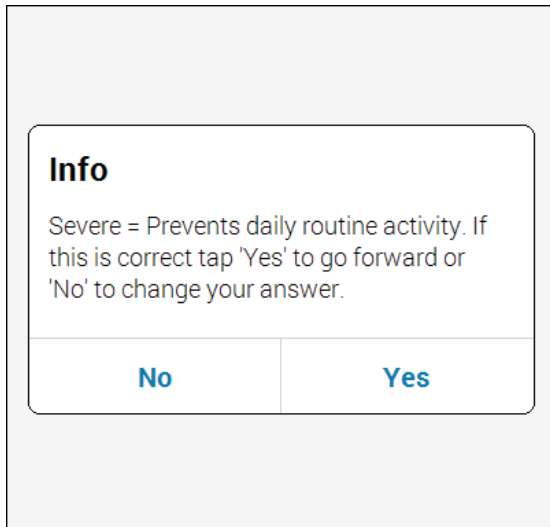 Info
Severe = Prevents daily routine activity. If
this is correct tap 'Yes' to go forward or
'No' to change your answer.
No
Yes